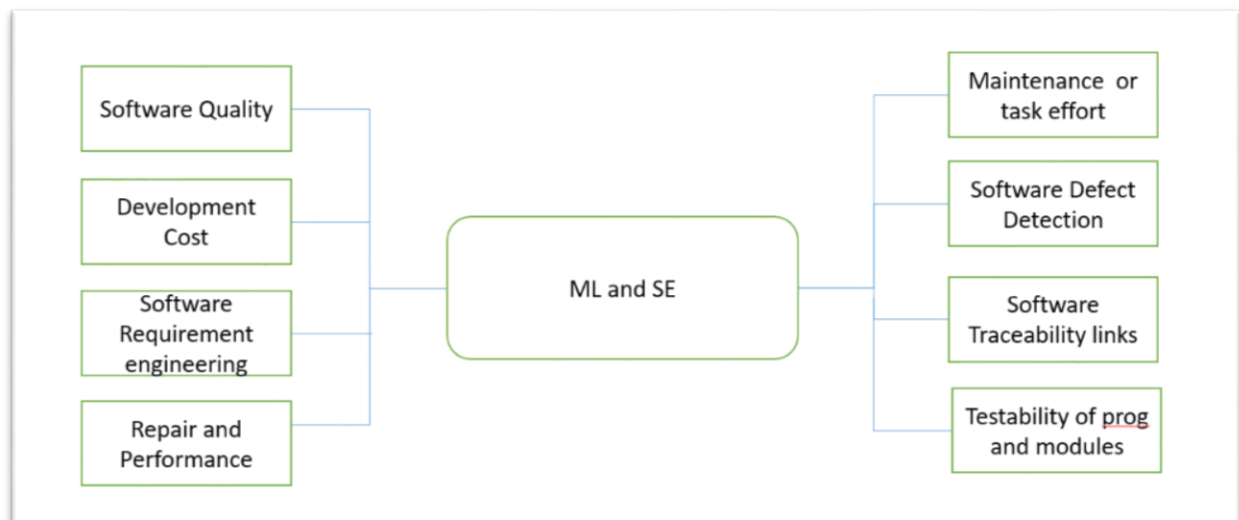 Software Quality
Development
Cost
Software
Requirement
engineering
Repair and
Performance
ML and SE
Maintenance or
task effort
Software Defect
Detection
Software
Traceability links
Testability of prog
and modules